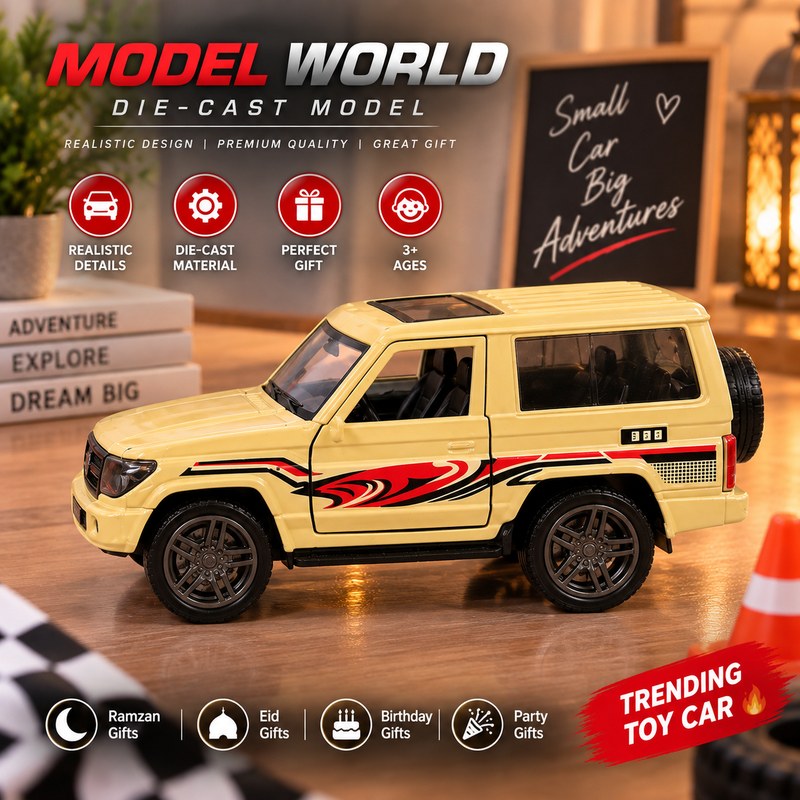 MODEL WORLD
DIE-CAST MODEL
REALISTIC DESIGN | PREMIUM QUALITY | GREAT GIFT
REALISTIC
DETAILS
DIE-CAST
MATERIAL
PERFECT
GIFT
3+
AGES
Small
Car
Big
Adventures
ADVENTURE
EXPLORE
DREAM BIG
Ramzan
Gifts
Eid
Gifts
Birthday
Gifts
Party
Gifts
TRENDING
TOY CAR